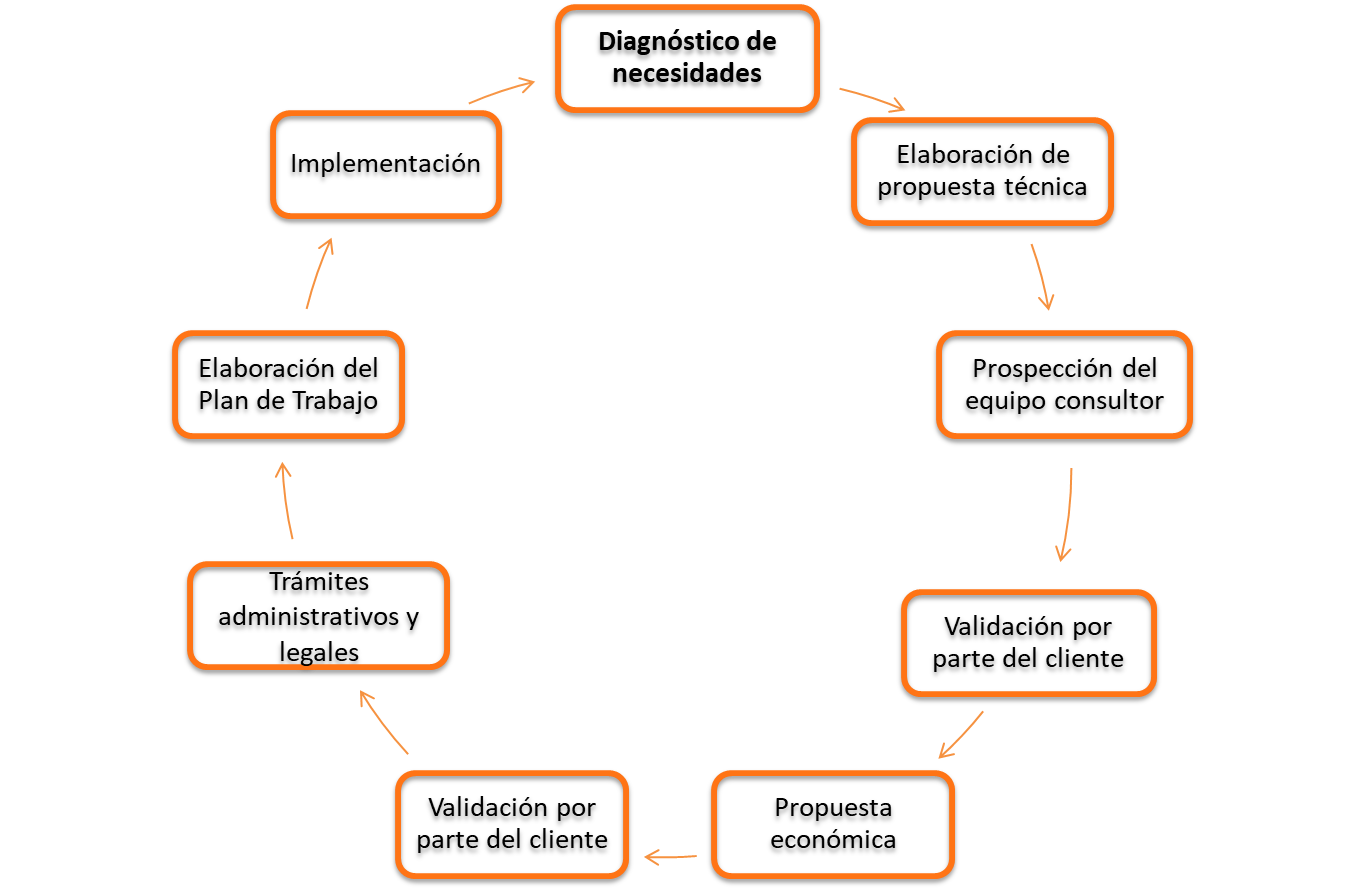 Diagnóstico de
necesidades
Elaboración de
propuesta técnica
Prospección del
equipo consultor
Validación por
parte del cliente
Propuesta
económica
Validación por
parte del cliente
Trámites
administrativos y
legales
Elaboración del
Plan de Trabajo
Implementación